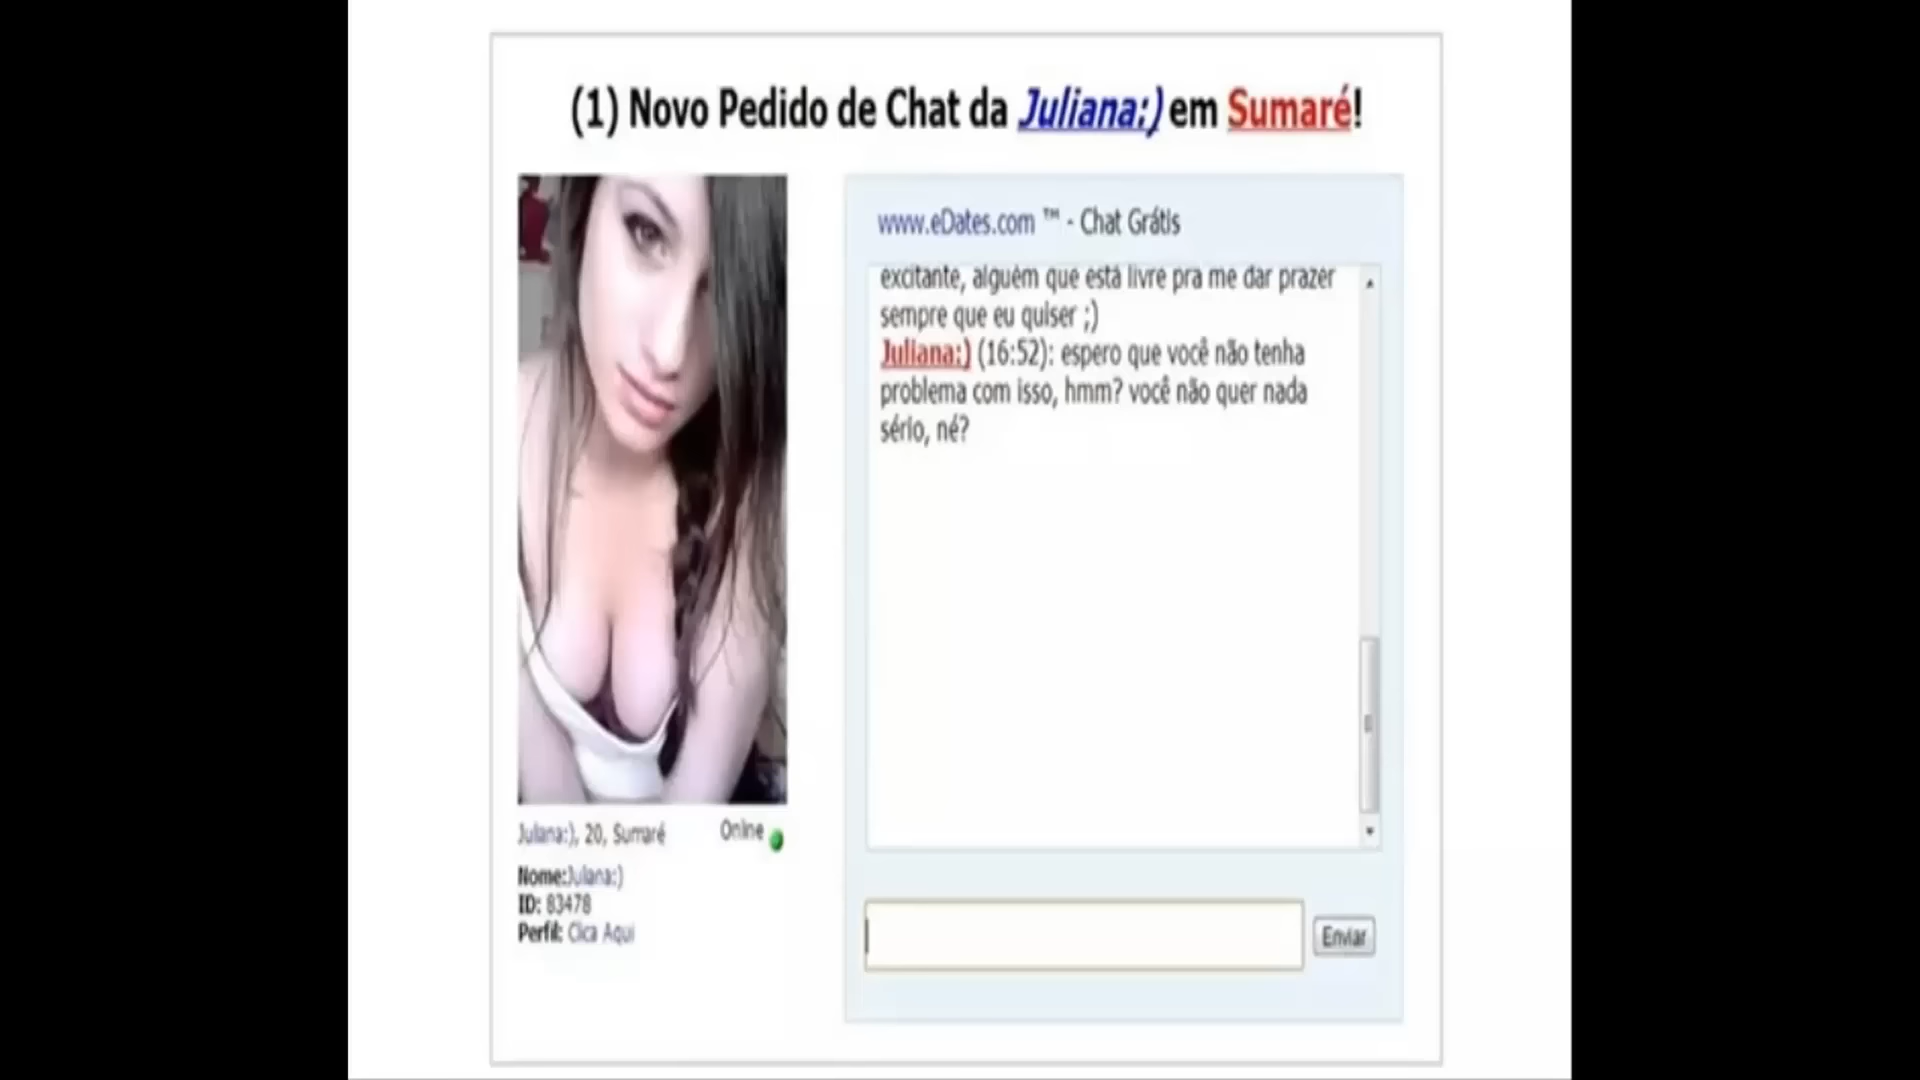 (1) Novo Pedido de Chat da Juliana:) em Sumaré!
www.eDates.com ™ - Chat Grátis
excitante, alguém que está livre pra me dar prazer
sempre que eu quiser ;)
Juliana:) (16:52): espero que você não tenha
problema com isso, hmm? você não quer nada
sério, né?
Juliana:), 20, Sumaré
Online
Nome:Juliana:)
ID: 83478
Perfil: Clica Aqui
Enviar